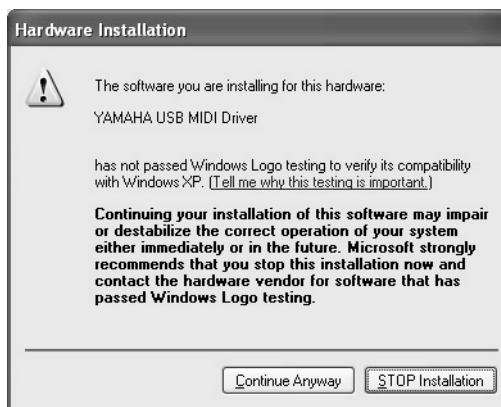 Hardware Installation
The software you are installing for this hardware:
YAMAHA USB MIDI Driver
has not passed Windows Logo testing to verify its compatibility
with Windows XP. (Tell me why this testing is important.)
Continuing your installation of this software may impair
or destabilize the correct operation of your system
either immediately or in the future. Microsoft strongly
recommends that you stop this installation now and
contact the hardware vendor for software that has
passed Windows Logo testing.
Continue Anyway STOP Installation